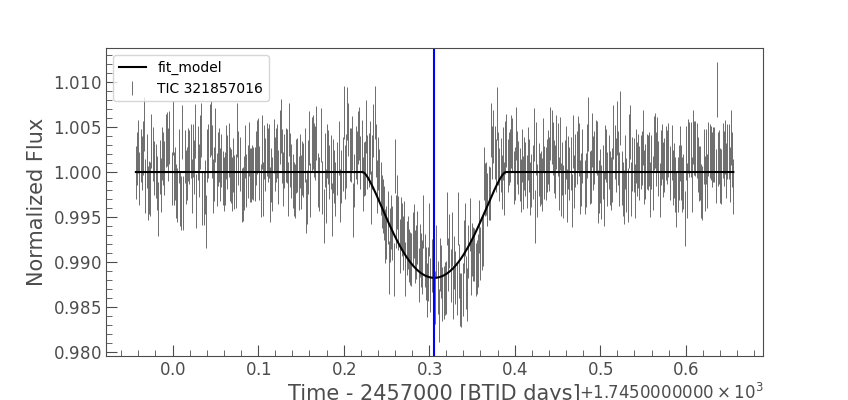 fit_model
TIC 321857016
Normalized Flux
1.010
1.005
1.000
0.995
0.990
0.985
0.980
0.0 0.1 0.2 0.3 0.4 0.5 0.6
Time - 2457000 [BTJD days]
+1.7450000000 × 10³